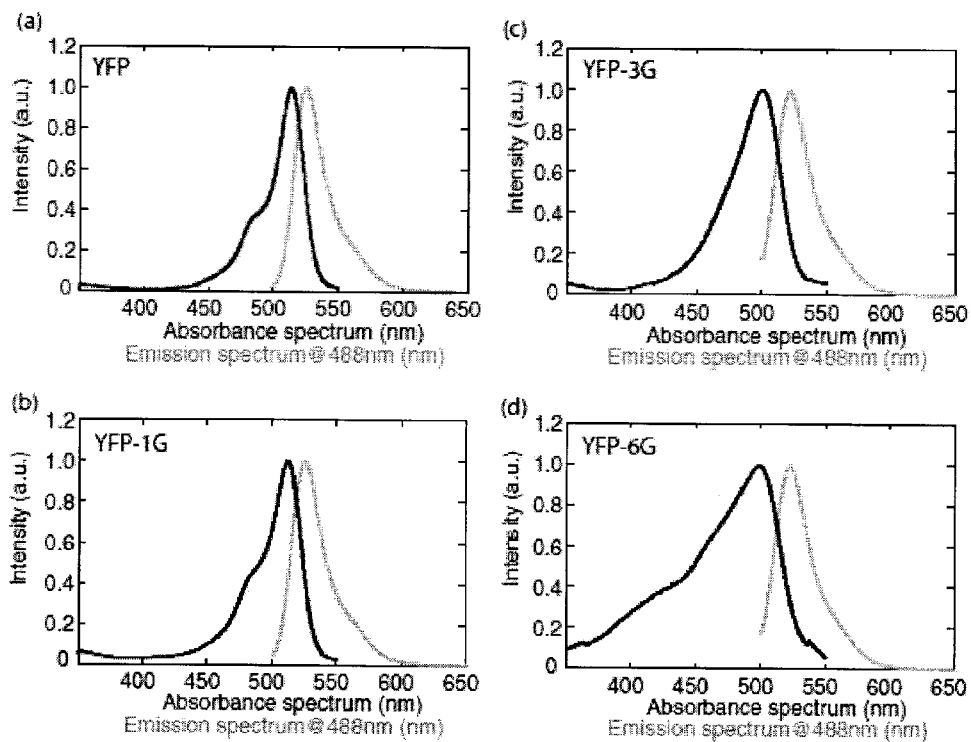 (a)
YFP
Intensity (a.u.)
1.2
1.0
0.8
0.6
0.4
0.2
0
400 450 500 550 600 650
Absorbance spectrum (nm)
Emission spectrum@488nm (nm)
(c)
YFP-3G
Intensity (a.u.)
1.2
1.0
0.8
0.6
0.4
0.2
0
400 450 500 550 600 650
Absorbance spectrum (nm)
Emission spectrum@488nm (nm)
(b)
YFP-1G
Intensity (a.u.)
1.2
1.0
0.8
0.6
0.4
0.2
0
400 450 500 550 600 650
Absorbance spectrum (nm)
Emission spectrum@488nm (nm)
(d)
YFP-6G
Intensity (a.u.)
1.2
1.0
0.8
0.6
0.4
0.2
0
400 450 500 550 600 650
Absorbance spectrum (nm)
Emission spectrum@488nm (nm)